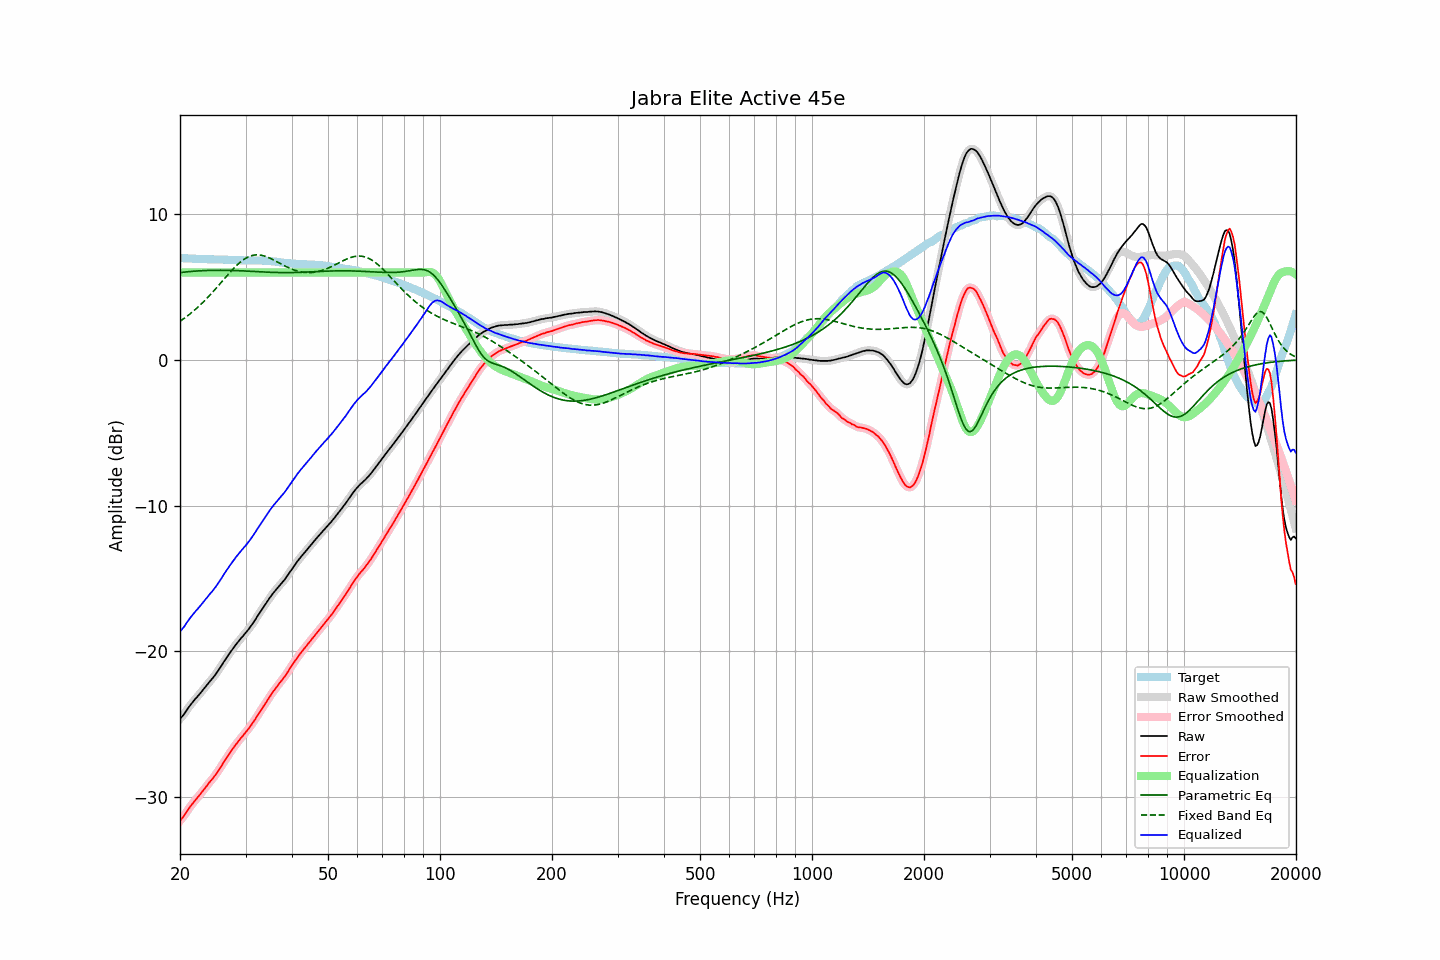 Jabra Elite Active 45e
Amplitude (dBr)
10
0
−10
−20
−30
20
50
100
200
500
1000
2000
5000
10000
20000
Frequency (Hz)
Target
Raw Smoothed
Error Smoothed
Raw
Error
Equalization
Parametric Eq
Fixed Band Eq
Equalized